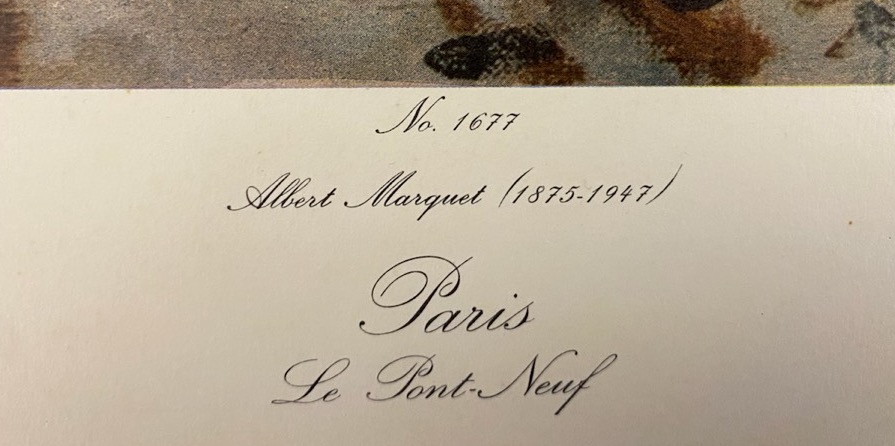 No. 1677
Albert Marquet (1875-1947)
Paris
Le Pont-Neuf